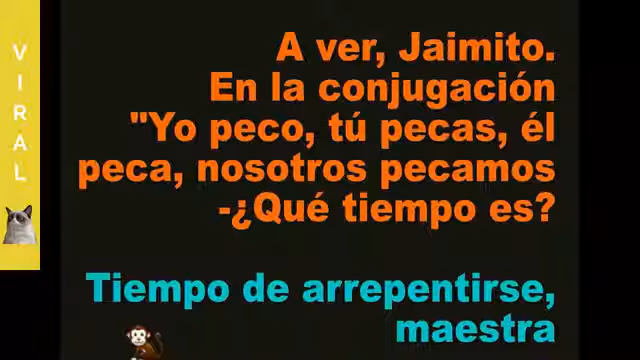 VIRAL
A ver, Jaimito.
En la conjugación
"Yo peco, tú pecas, él
peca, nosotros pecamos
-¿Qué tiempo es?
Tiempo de arrepentirse,
maestra